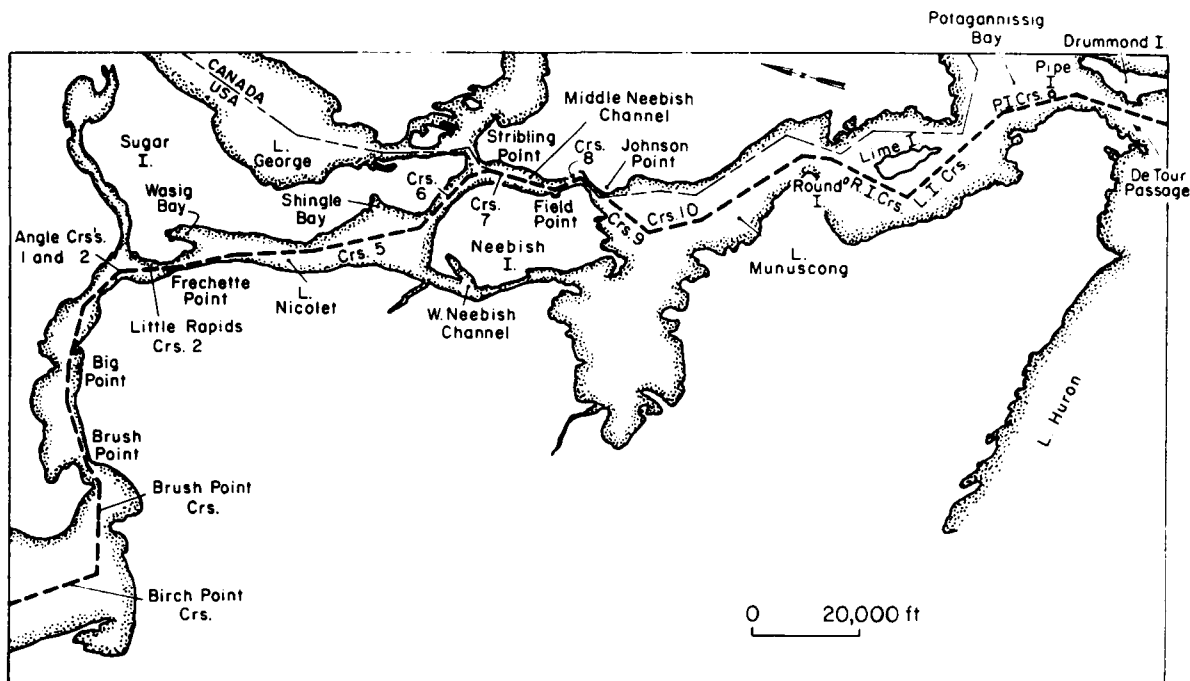 Potagannissig
Bay
Drummond I.
Pipe
I.
P.I. Crs.
CANADA
USA
Middle Neebish
Channel
Stribling
Point
Crs.
8
Johnson
Point
Sugar
I.
L.
George
Lime I.
Wasig
Bay
Shingle
Bay
Crs.
6
Crs.
7
Field
Point
Round
I.
R.I. Crs.
L.I. Crs.
De Tour
Passage
Angle Crs's.
1 and 2
Crs. 5
Neebish
I.
Crs. 9
Crs. 10
L.
Munuscong
Frechette
Point
L.
Nicolet
W. Neebish
Channel
Little Rapids
Crs. 2
Big
Point
L Huron
Brush
Point
Brush Point
Crs.
Birch Point
Crs.
0 20,000 ft